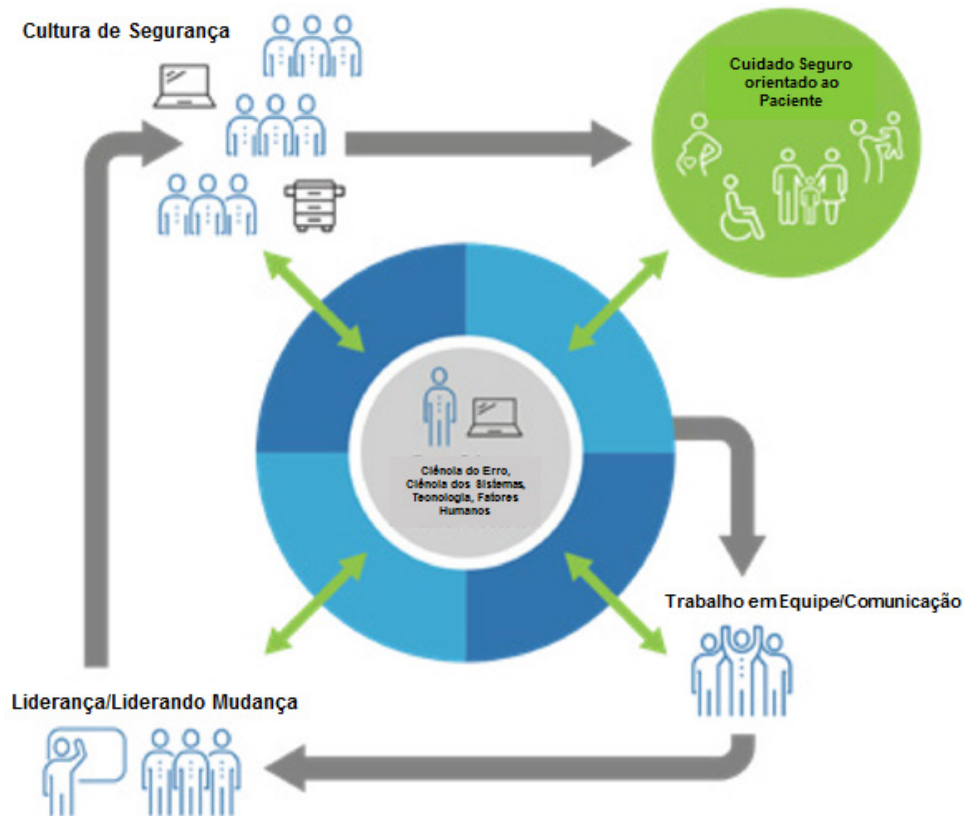 Cultura de Segurança
Cuidado Seguro
orientado ao
Paciente
Ciência do Erro,
Ciência dos Sistemas,
Tecnologia, Fatores
Humanos
Trabalho em Equipe/Comunicação
Liderança/Liderando Mudança